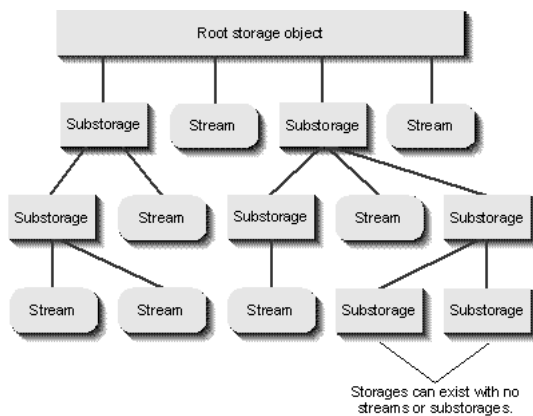 Root storage object
Substorage
Stream
Substorage
Stream
Substorage
Stream
Substorage
Stream
Substorage
Stream
Stream
Stream
Substorage
Substorage
Storages can exist with no
streams or substorages.